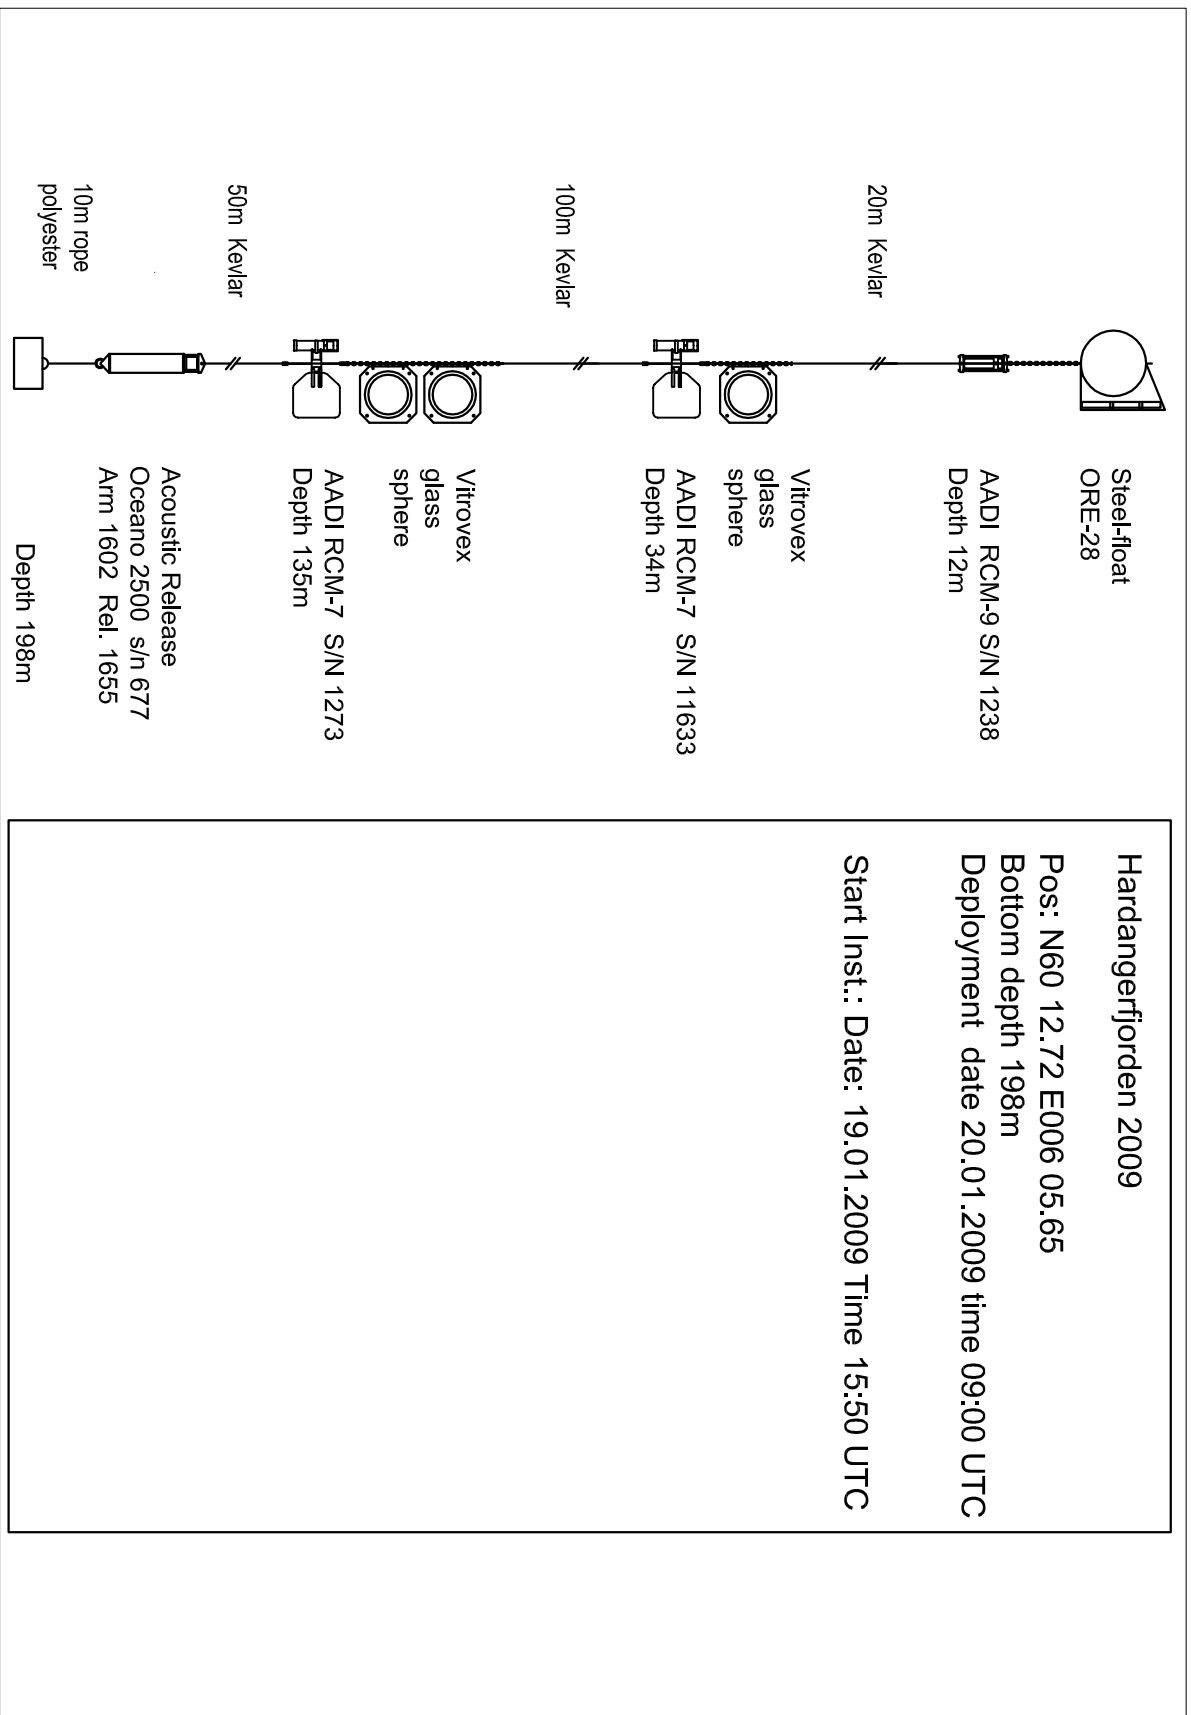 Steel-float
ORE-28
20m  Kevlar
AADI  RCM-9 S/N 1238
Depth 12m
Vitrovex
glass
sphere
100m  Kevlar
AADI RCM-7  S/N 11633
Depth 34m
Vitrovex
glass
sphere
AADI RCM-7  S/N 1273
Depth 135m
50m  Kevlar
Acoustic Release
Oceano 2500  s/n 677
Arm 1602  Rel. 1655
10m rope
polyester
Depth 198m
Hardangerfjorden 2009
Pos: N60 12.72 E006 05.65
Bottom depth 198m
Deployment  date 20.01.2009 time 09:00 UTC
Start Inst.: Date: 19.01.2009 Time 15:50 UTC